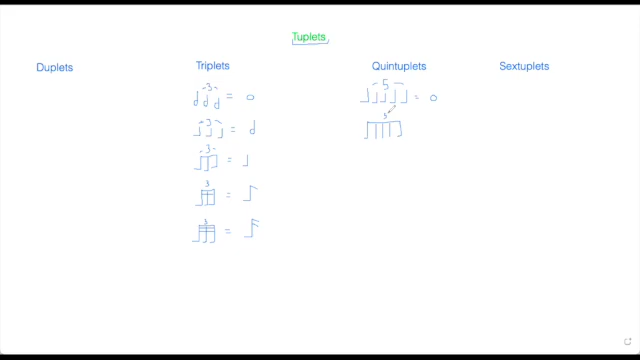 Tuplets
Duplets
Triplets
Quintuplets
Sextuplets
3
=
5
=
3
=
5
3
=
3
=
3
=